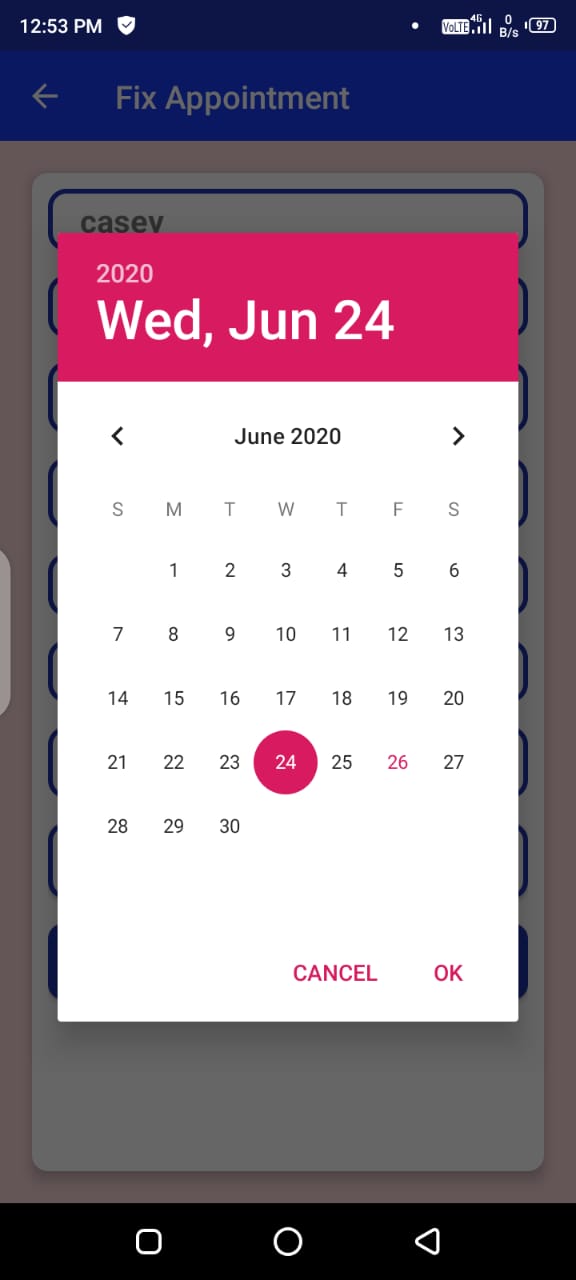 12:53 PM VoLTE 4G 0 B/s 97
Fix Appointment
casey
2020
Wed, Jun 24
June 2020
S M T W T F S
1 2 3 4 5 6
7 8 9 10 11 12 13
14 15 16 17 18 19 20
21 22 23 24 25 26 27
28 29 30
CANCEL OK